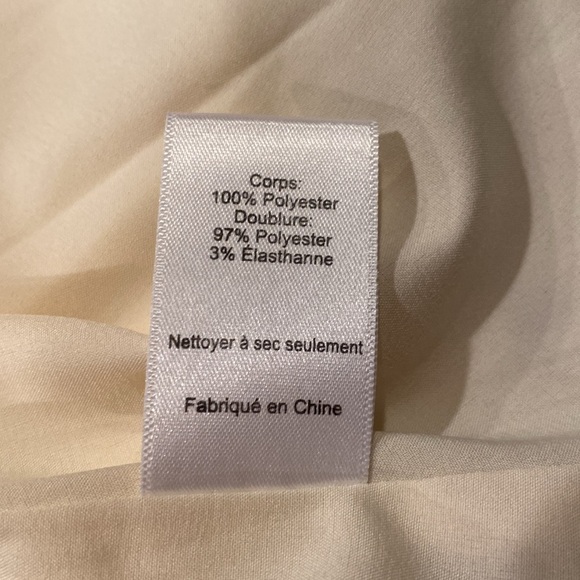 Corps:
100% Polyester
Doublure:
97% Polyester
3% Élasthanne
Nettoyer à sec seulement
Fabriqué en Chine